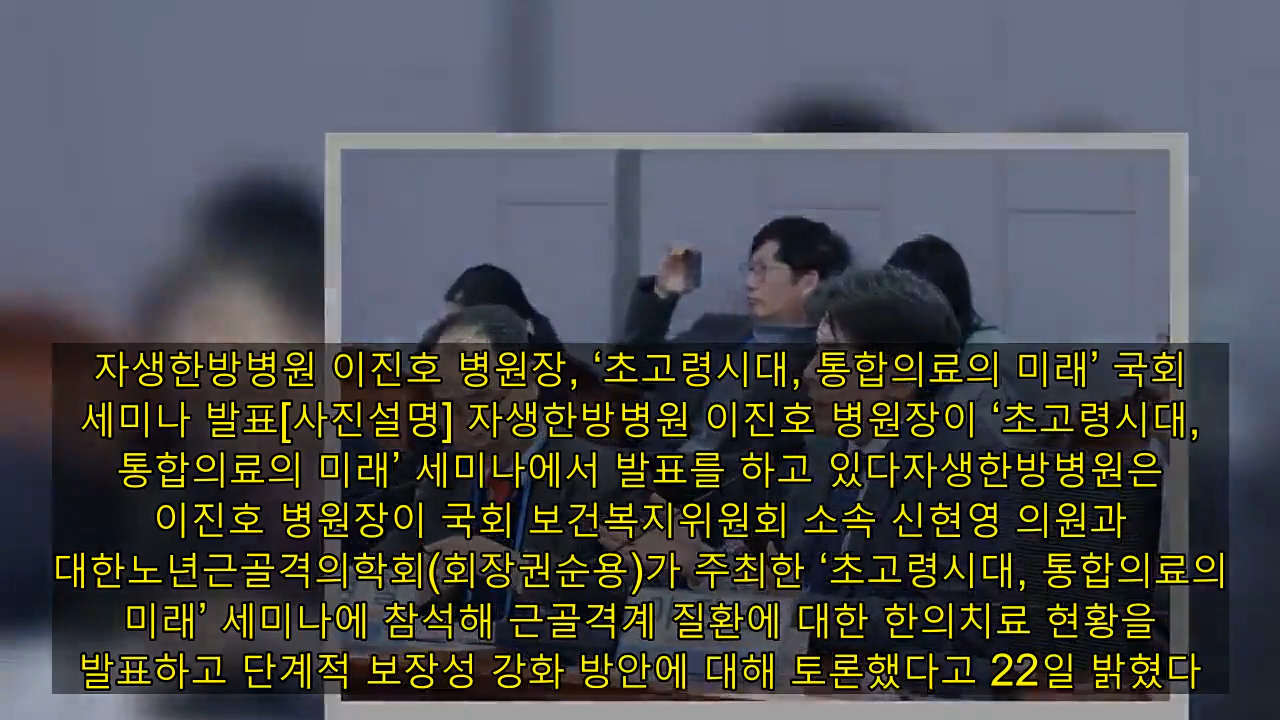 자생한방병원 이진호 병원장, ‘초고령시대, 통합의료의 미래’ 국회
세미나 발표[사진설명] 자생한방병원 이진호 병원장이 ‘초고령시대,
통합의료의 미래’ 세미나에서 발표를 하고 있다자생한방병원은
이진호 병원장이 국회 보건복지위원회 소속 신현영 의원과
대한노년근골격의학회(회장권순용)가 주최한 ‘초고령시대, 통합의료의
미래’ 세미나에 참석해 근골격계 질환에 대한 한의치료 현황을
발표하고 단계적 보장성 강화 방안에 대해 토론했다고 22일 밝혔다